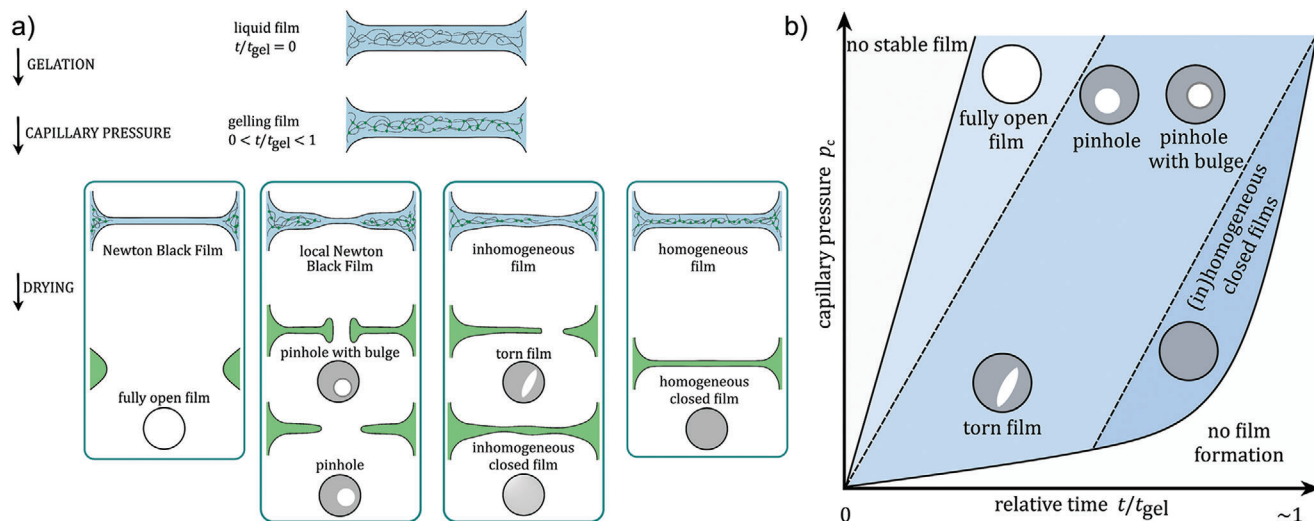 a)
liquid film
t/tgel = 0
GELATION
CAPILLARY PRESSURE
gelling film
0 < t/tgel < 1
Newton Black Film
local Newton
Black Film
inhomogeneous
film
homogeneous
film
DRYING
fully open film
pinhole with bulge
pinhole
torn film
inhomogeneous
closed film
homogeneous
closed film
b)
capillary pressure pc
no stable film
fully open
film
pinhole
pinhole
with bulge
(in)homogeneous
closed films
torn film
no film
formation
0
relative time t/tgel
~1